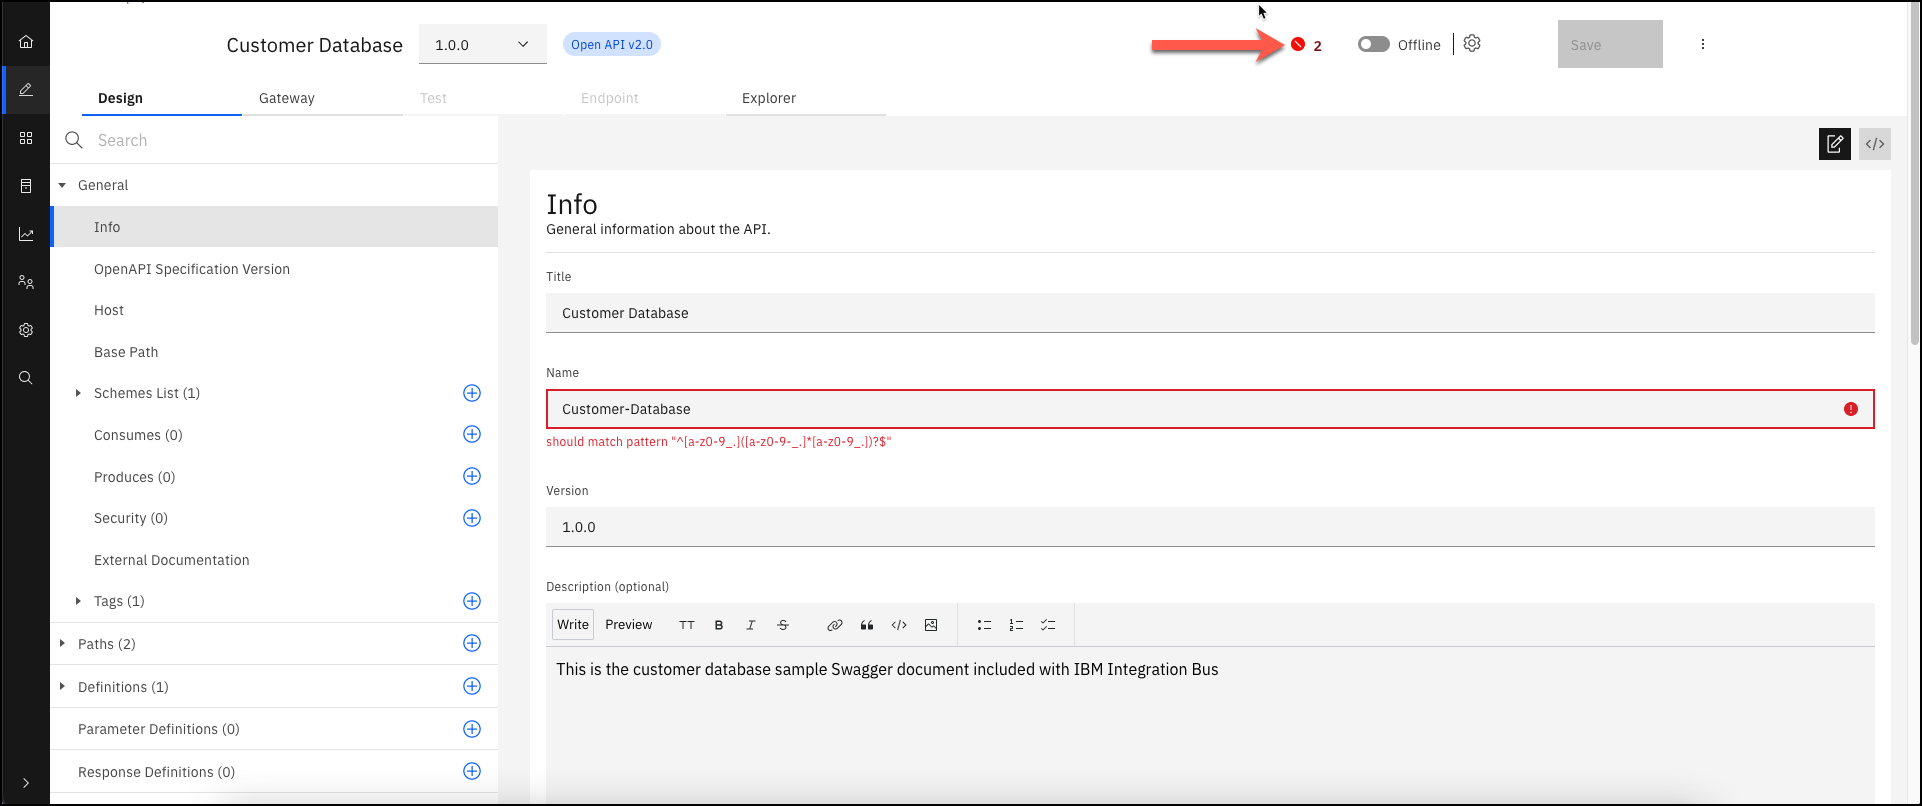 Customer Database 1.0.0 Open API v2.0 2 Offline Save
Design Gateway Test Endpoint Explorer
Search
General
Info
OpenAPI Specification Version
Host
Base Path
Schemes List (1)
Consumes (0)
Produces (0)
Security (0)
External Documentation
Tags (1)
Paths (2)
Definitions (1)
Parameter Definitions (0)
Response Definitions (0)
Info
General information about the API.
Title
Customer Database
Name
Customer-Database
should match pattern "^[a-z0-9_.]([a-z0-9-_.]*[a-z0-9_.])?$"
Version
1.0.0
Description (optional)
Write Preview TT B I S
This is the customer database sample Swagger document included with IBM Integration Bus